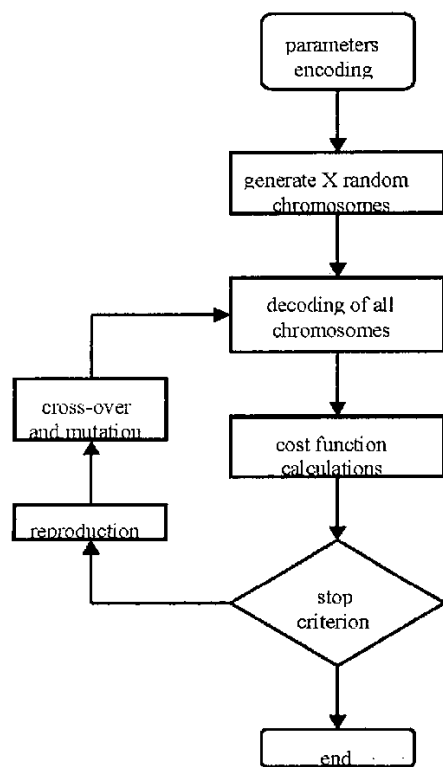 parameters
encoding
generate X random
chromosomes
decoding of all
chromosomes
cross-over
and mutation
cost function
calculations
reproduction
stop
criterion
end